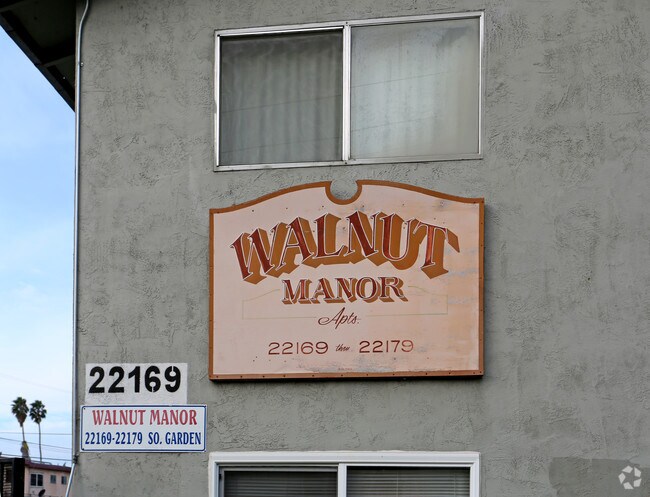 WALNUT
MANOR
Apts.
22169 thru 22179
22169
WALNUT MANOR
22169-22179 SO. GARDEN